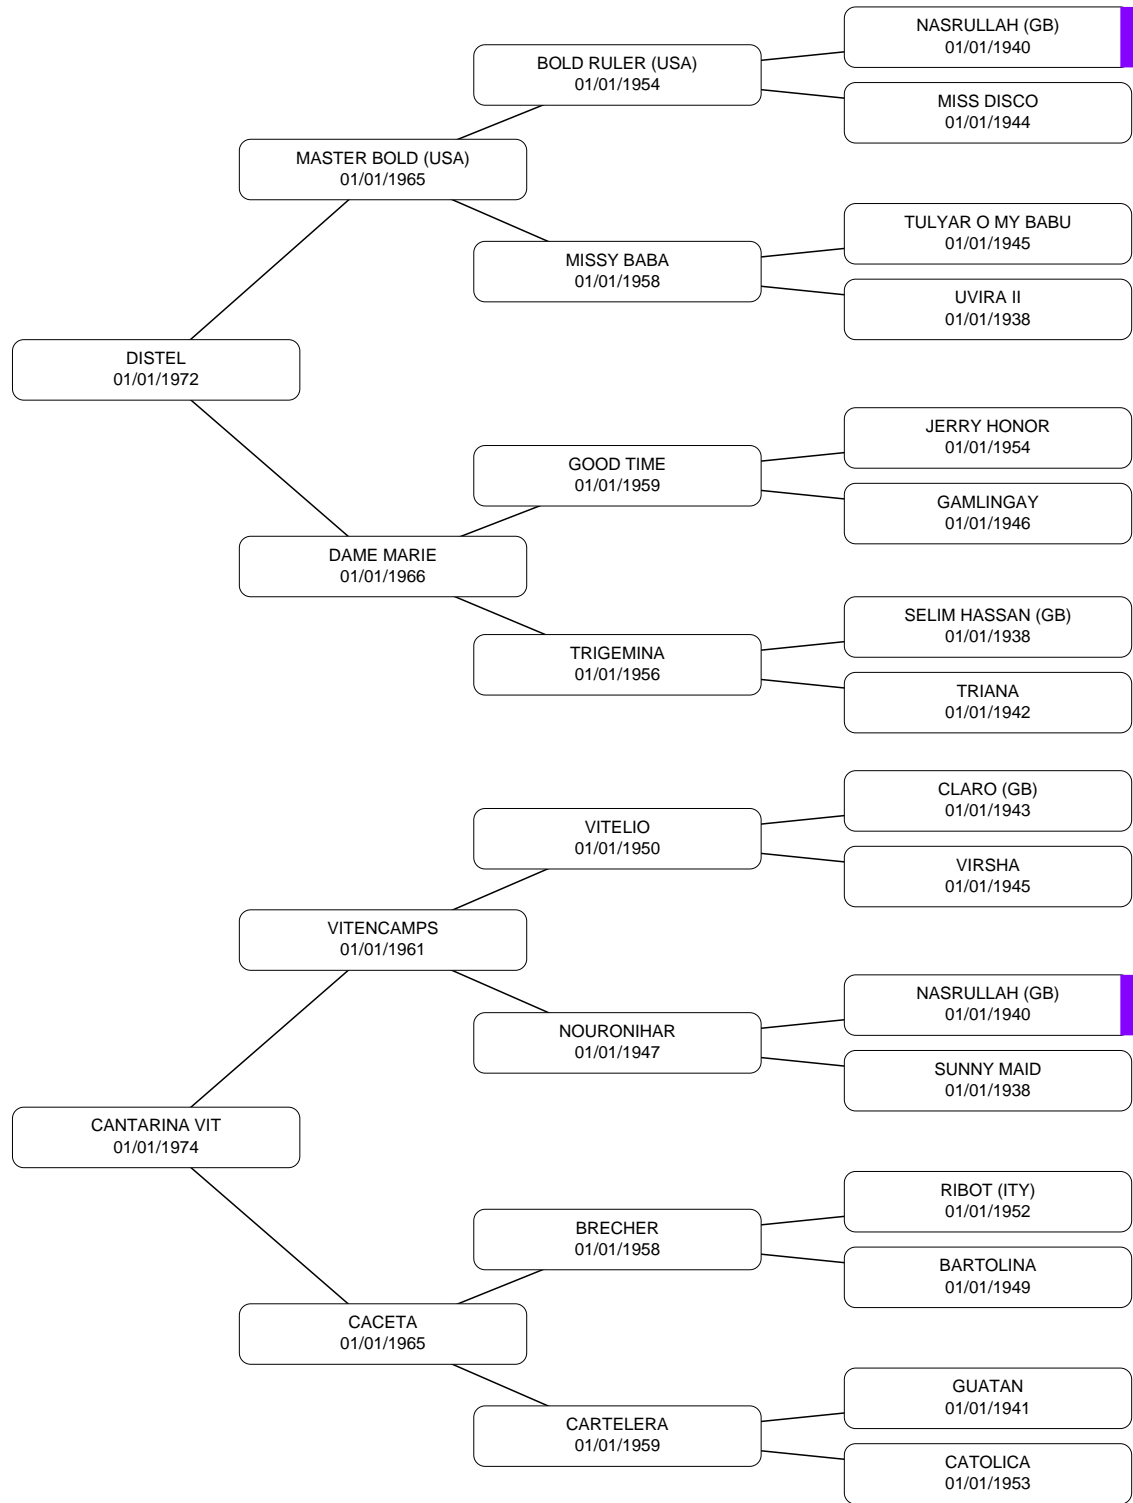 NASRULLAH (GB)
01/01/1940
BOLD RULER (USA)
01/01/1954
MISS DISCO
01/01/1944
MASTER BOLD (USA)
01/01/1965
TULYAR O MY BABU
01/01/1945
MISSY BABA
01/01/1958
UVIRA II
01/01/1938
DISTEL
01/01/1972
JERRY HONOR
01/01/1954
GOOD TIME
01/01/1959
GAMLINGAY
01/01/1946
DAME MARIE
01/01/1966
SELIM HASSAN (GB)
01/01/1938
TRIGEMINA
01/01/1956
TRIANA
01/01/1942
CLARO (GB)
01/01/1943
VITELIO
01/01/1950
VIRSHA
01/01/1945
VITENCAMPS
01/01/1961
NASRULLAH (GB)
01/01/1940
NOURONIHAR
01/01/1947
SUNNY MAID
01/01/1938
CANTARINA VIT
01/01/1974
RIBOT (ITY)
01/01/1952
BRECHER
01/01/1958
BARTOLINA
01/01/1949
CACETA
01/01/1965
GUATAN
01/01/1941
CARTELERA
01/01/1959
CATOLICA
01/01/1953